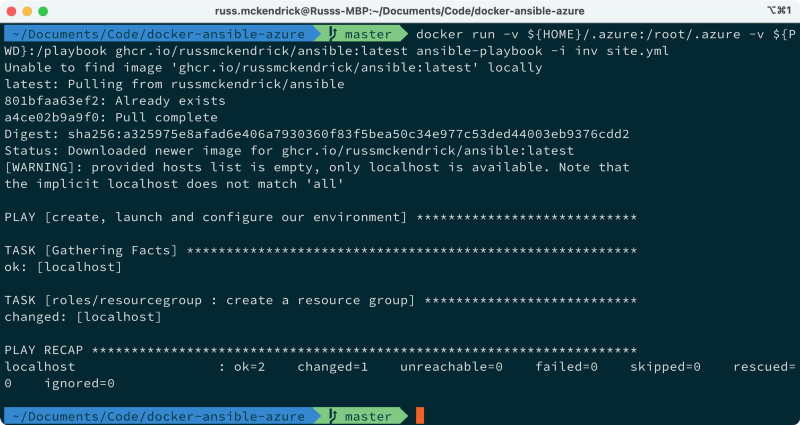 russ.mckendrick@Russs-MBP:~/Documents/Code/docker-ansible-azure ⌥⌘1
~/Documents/Code/docker-ansible-azure master docker run -v ${HOME}/.azure:/root/.azure -v ${P
WD}:/playbook ghcr.io/russmckendrick/ansible:latest ansible-playbook -i inv site.yml
Unable to find image 'ghcr.io/russmckendrick/ansible:latest' locally
latest: Pulling from russmckendrick/ansible
801bfaa63ef2: Already exists
a4ce02b9a9f0: Pull complete
Digest: sha256:a325975e8afad6e406a7930360f83f5bea50c34e977c53ded44003eb9376cdd2
Status: Downloaded newer image for ghcr.io/russmckendrick/ansible:latest
[WARNING]: provided hosts list is empty, only localhost is available. Note that
the implicit localhost does not match 'all'
PLAY [create, launch and configure our environment] ****************************
TASK [Gathering Facts] *********************************************************
ok: [localhost]
TASK [roles/resourcegroup : create a resource group] ***************************
changed: [localhost]
PLAY RECAP *********************************************************************
localhost                  : ok=2    changed=1    unreachable=0    failed=0    skipped=0    rescued=
0    ignored=0
~/Documents/Code/docker-ansible-azure master